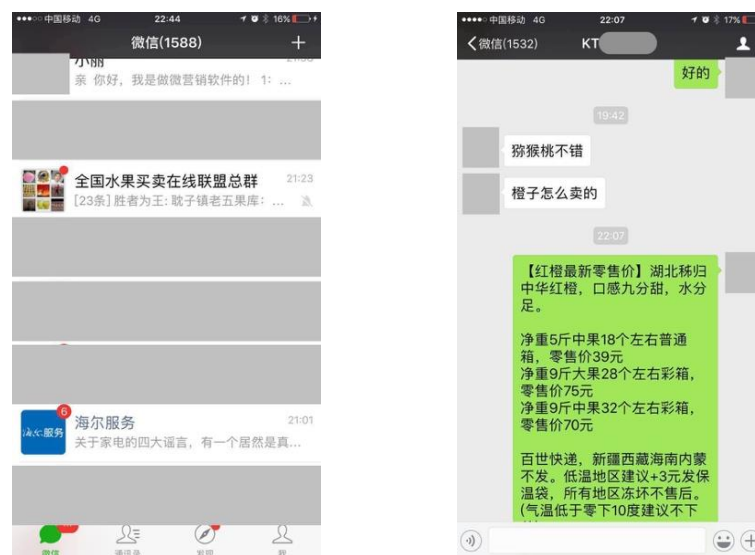 中国移动 4G 22:44 16%
微信(1588)
小丽
亲 你好，我是做微营销软件的！ 1：...
全国水果买卖在线联盟总群 21:23
[23条] 胜者为王: 耿子镇老五果库：...
6
海尔服务
海尔服务 21:01
关于家电的四大谣言，有一个居然是真...
微信 通讯录 发现 我
中国移动 4G 22:07 17%
微信(1532) KT
好的
19:42
猕猴桃不错
橙子怎么卖的
22:07
【红橙最新零售价】湖北秭归
中华红橙，口感九分甜，水分
足。
净重5斤中果18个左右普通
箱，零售价39元
净重9斤大果28个左右彩箱，
零售价75元
净重9斤中果32个左右彩箱，
零售价70元
百世快递，新疆西藏海南内蒙
不发。低温地区建议+3元发保
温袋，所有地区冻坏不售后。
(气温低于零下10度建议不下